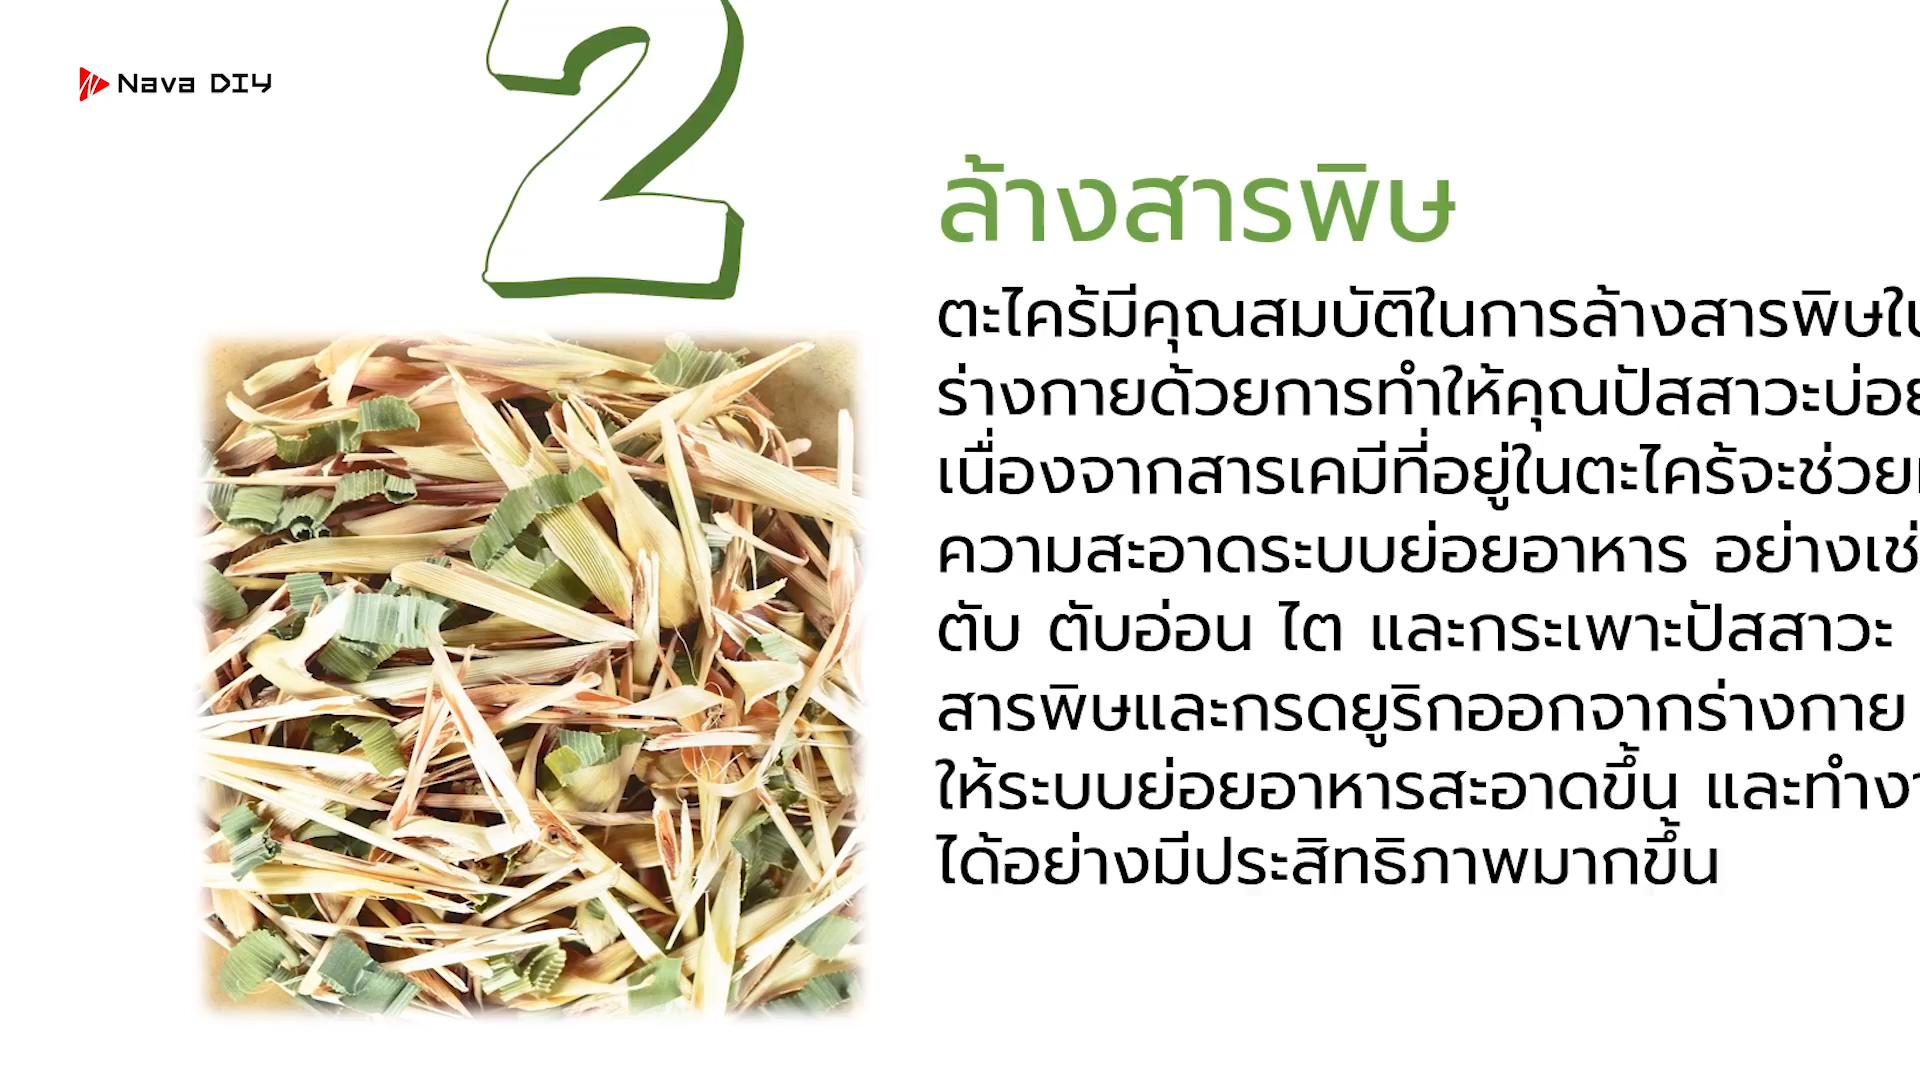 Nava DIY
2
ล้างสารพิษ
ตะไคร้มีคุณสมบัติในการล้างสารพิษใน
ร่างกายด้วยการทำให้คุณปัสสาวะบ่อย
เนื่องจากสารเคมีที่อยู่ในตะไคร้จะช่วย
ความสะอาดระบบย่อยอาหาร อย่างเช่
ตับ ตับอ่อน ไต และกระเพาะปัสสาวะ
สารพิษและกรดยูริกออกจากร่างกาย
ให้ระบบย่อยอาหารสะอาดขึ้น และทำงา
ได้อย่างมีประสิทธิภาพมากขึ้น